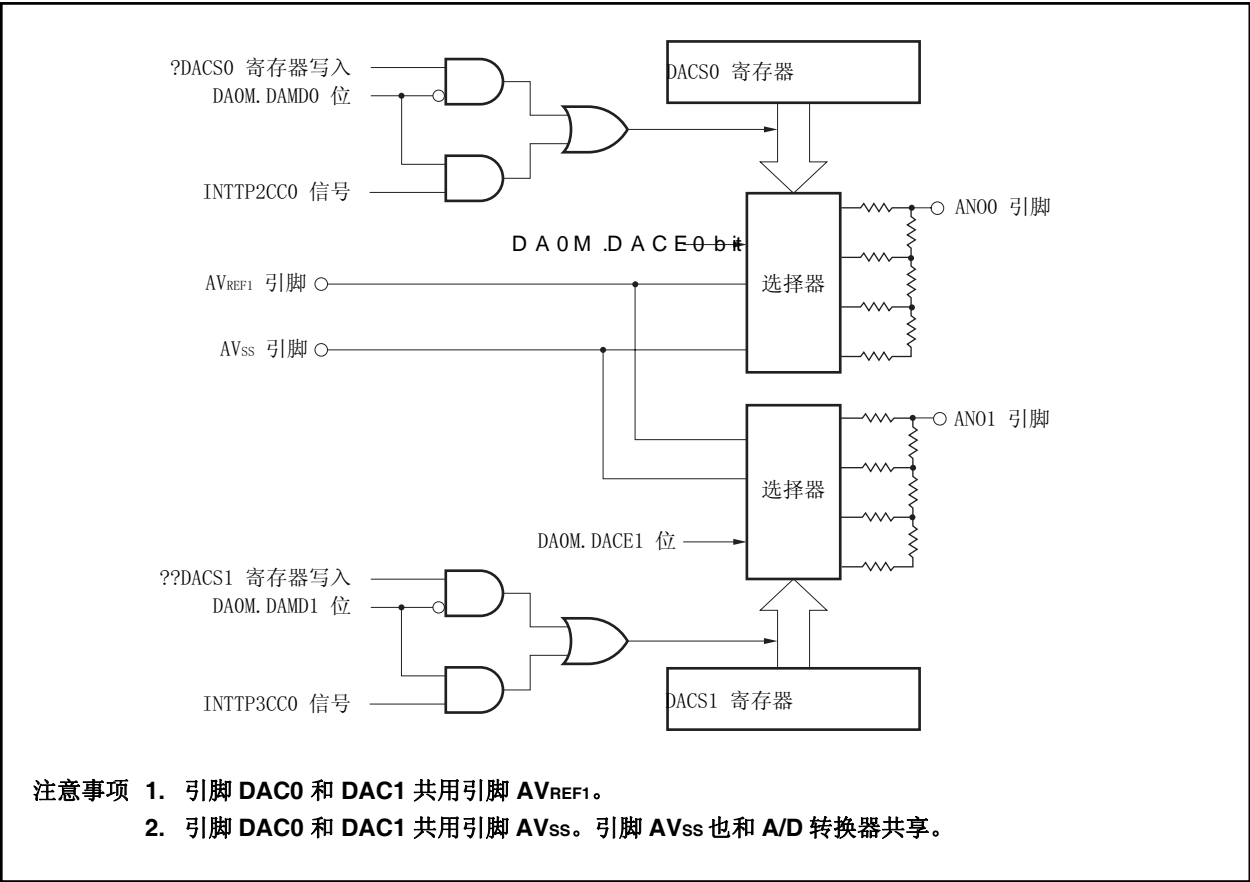 ?DACS0 寄存器写入
DA0M.DAMD0 位
INTTP2CC0 信号
DACS0 寄存器
ANO0 引脚
DA0M.DACE0 bit
AVREF1 引脚
选择器
AVSS 引脚
ANO1 引脚
选择器
DA0M.DACE1 位
??DACS1 寄存器写入
DA0M.DAMD1 位
INTTP3CC0 信号
DACS1 寄存器
注意事项 1. 引脚 DAC0 和 DAC1 共用引脚 AVREF1。
2. 引脚 DAC0 和 DAC1 共用引脚 AVSS。引脚 AVSS 也和 A/D 转换器共享。